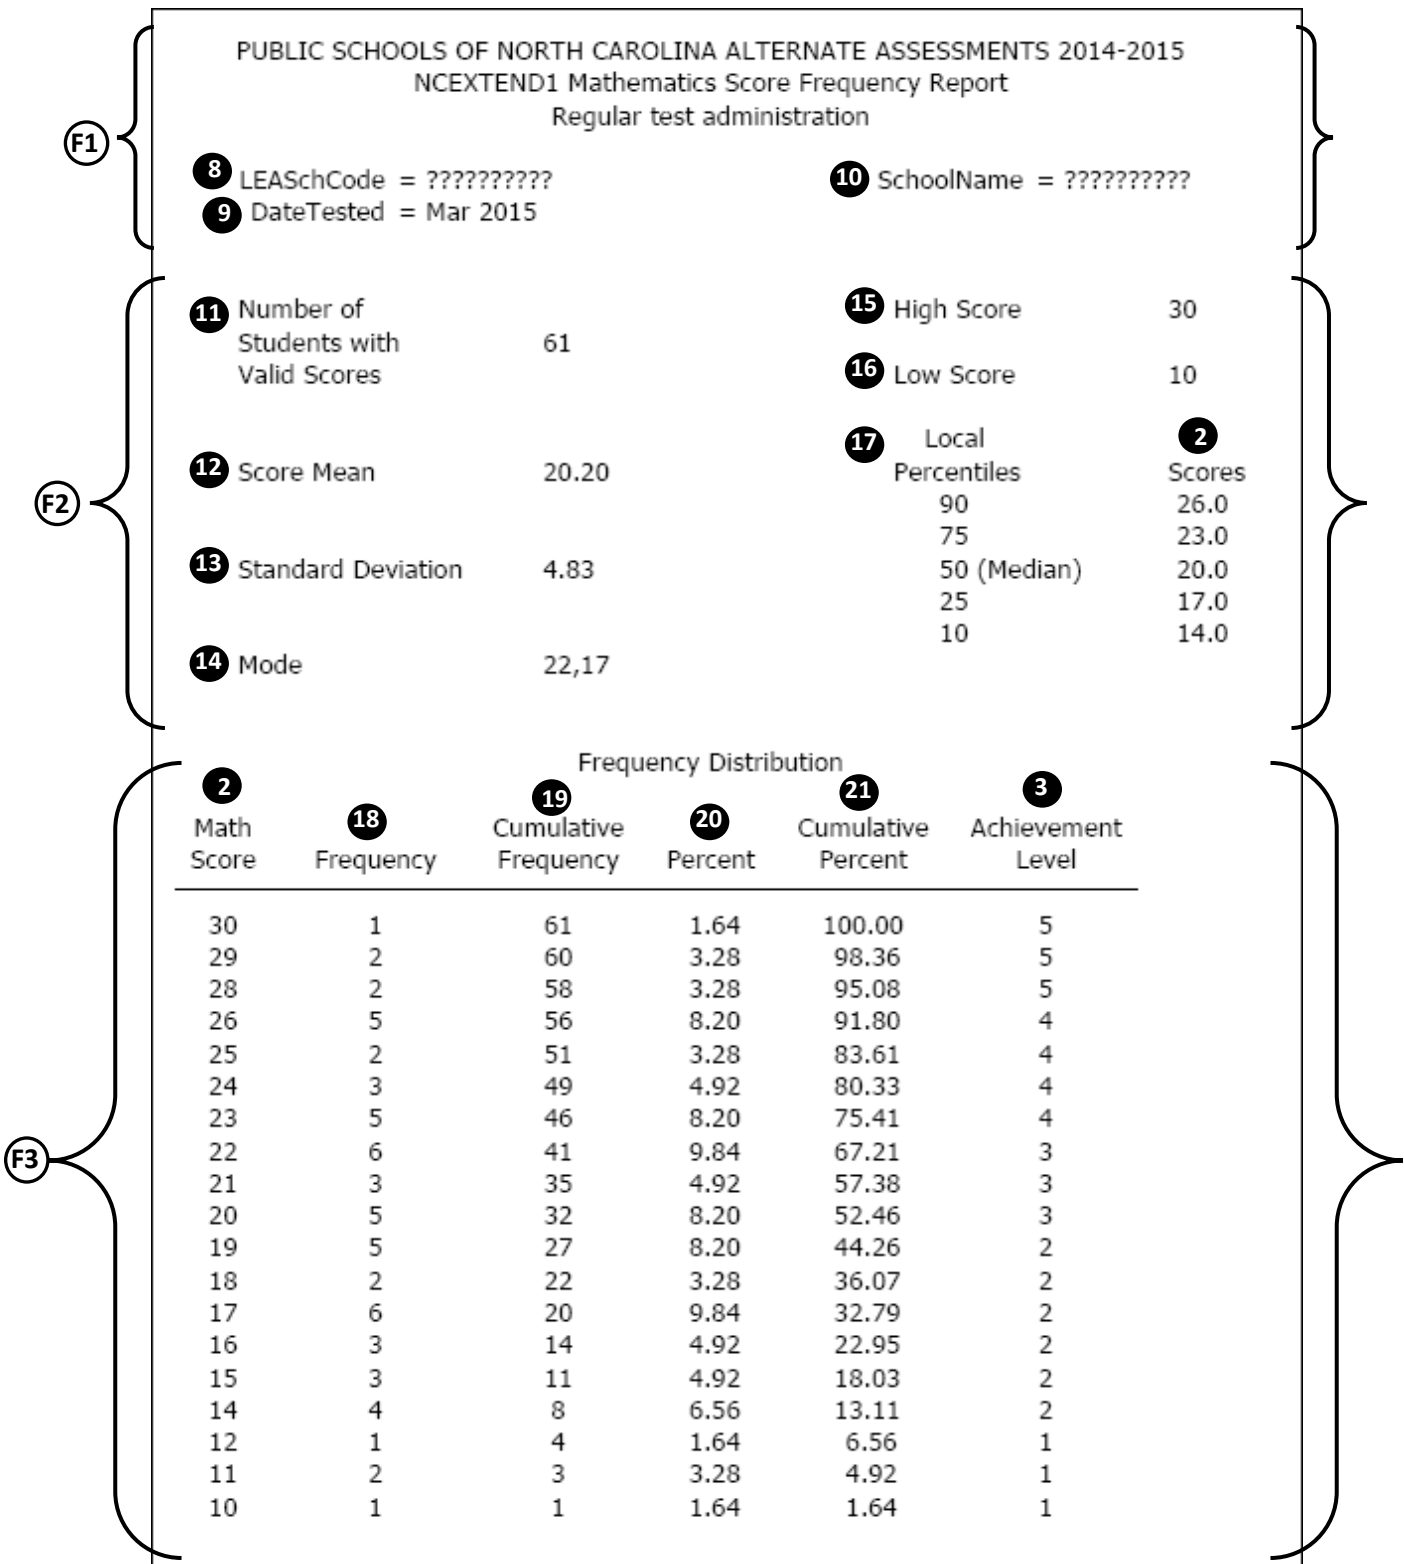 PUBLIC SCHOOLS OF NORTH CAROLINA ALTERNATE ASSESSMENTS 2014-2015
NCEXTEND1 Mathematics Score Frequency Report
Regular test administration
F1
8 LEASchCode = ?????????? 10 SchoolName = ??????????
9 DateTested = Mar 2015
11 Number of 15 High Score 30
Students with 61
Valid Scores 16 Low Score 10
17 Local 2
12 Score Mean 20.20 Percentiles Scores
F2 90 26.0
75 23.0
13 Standard Deviation 4.83 50 (Median) 20.0
25 17.0
10 14.0
14 Mode 22,17
Frequency Distribution
2 18 19 20 21 3
Math Cumulative Cumulative Achievement
Score Frequency Frequency Percent Percent Level
30 1 61 1.64 100.00 5
29 2 60 3.28 98.36 5
28 2 58 3.28 95.08 5
26 5 56 8.20 91.80 4
25 2 51 3.28 83.61 4
24 3 49 4.92 80.33 4
23 5 46 8.20 75.41 4
F3 22 6 41 9.84 67.21 3
21 3 35 4.92 57.38 3
20 5 32 8.20 52.46 3
19 5 27 8.20 44.26 2
18 2 22 3.28 36.07 2
17 6 20 9.84 32.79 2
16 3 14 4.92 22.95 2
15 3 11 4.92 18.03 2
14 4 8 6.56 13.11 2
12 1 4 1.64 6.56 1
11 2 3 3.28 4.92 1
10 1 1 1.64 1.64 1